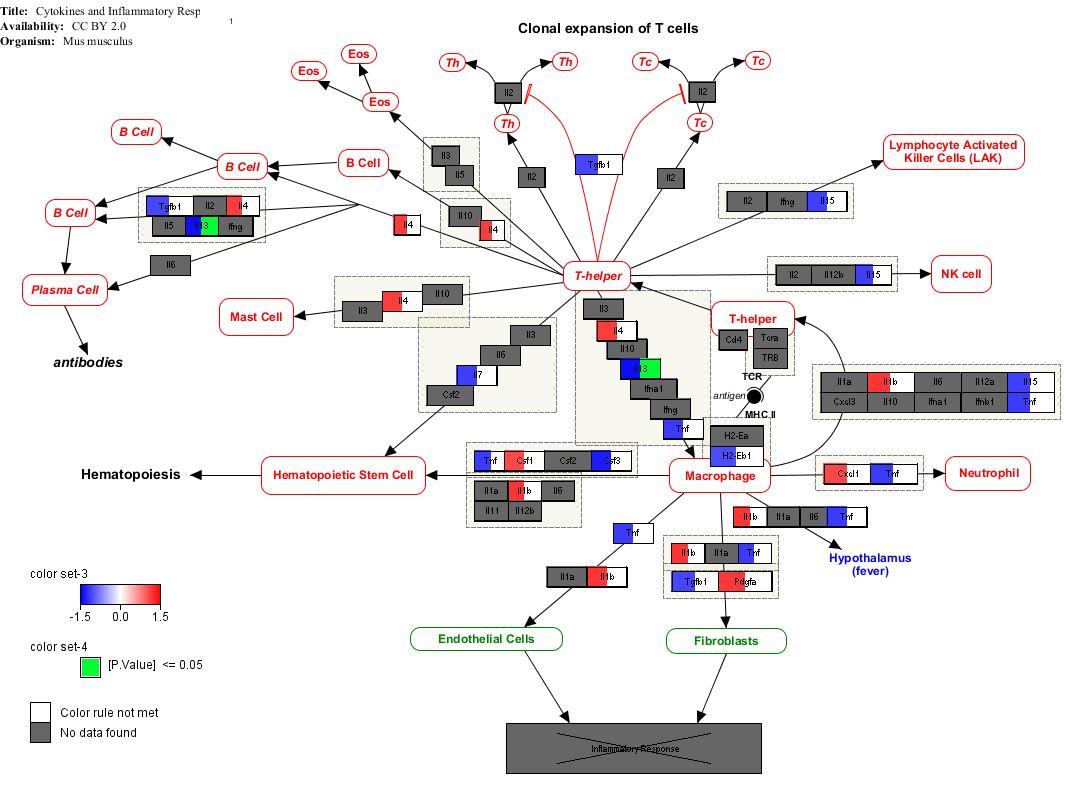 Title: Cytokines and Inflammatory Resp
1
Availability: CC BY 2.0
Organism: Mus musculus
Clonal expansion of T cells
Eos
Eos
Eos
Th
Th
Tc
Tc
Il2
Il2
Th
Tc
B Cell
B Cell
B Cell
B Cell
Plasma Cell
antibodies
Il3
Il5
Il2
Tgfb1
Il2
Lymphocyte Activated
Killer Cells (LAK)
Il2 Ifng Il15
Tgfb1 Il2 Il4
Il5 Il13 Ifng
Il6
Il4
Il10
Il4
T-helper
Il2 Il12b Il15
NK cell
Mast Cell
Il3
Il4
Il10
Il3
Il6
Il7
Csf2
Il3
Il4
Il10
Il13
Ifna1
Ifng
Tnf
T-helper
Cd4
Tcra
TRB
TCR
antigen
MHC II
H2-Ea
H2-Eb1
Il1a Il1b Il6 Il12a Il15
Cxcl3 Il10 Ifna1 Ifnb1 Tnf
Hematopoiesis
Hematopoietic Stem Cell
Tnf Csf1 Csf2 Csf3
Il1a Il1b Il6
Il11 Il12b
Macrophage
Cxcl1 Tnf
Neutrophil
Il1b Il1a Il6 Tnf
Hypothalamus
(fever)
Tnf
Il1a Il1b
Il1b Il1a Tnf
Tgfb1 Pdgfa
Endothelial Cells
Fibroblasts
Inflammatory Response
color set-3
-1.5 0.0 1.5
color set-4
[P.Value] <= 0.05
Color rule not met
No data found